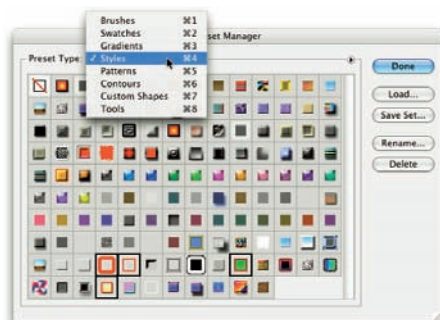 Brushes ⌘1
Swatches ⌘2
Gradients ⌘3
✓ Styles ⌘4
Patterns ⌘5
Contours ⌘6
Custom Shapes ⌘7
Tools ⌘8
set Manager
Preset Type:
Done
Load...
Save Set...
Rename...
Delete